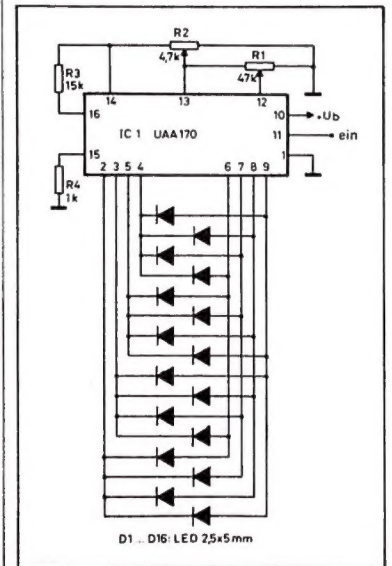 R2
4,7k
R1
47k
R3
15k
14
13
12
16
10
+Ub
IC 1 UAA170
11
ein
15
1
R4
1k
2 3 5 4
6 7 8 9
D1 ... D16: LED 2,5x5mm